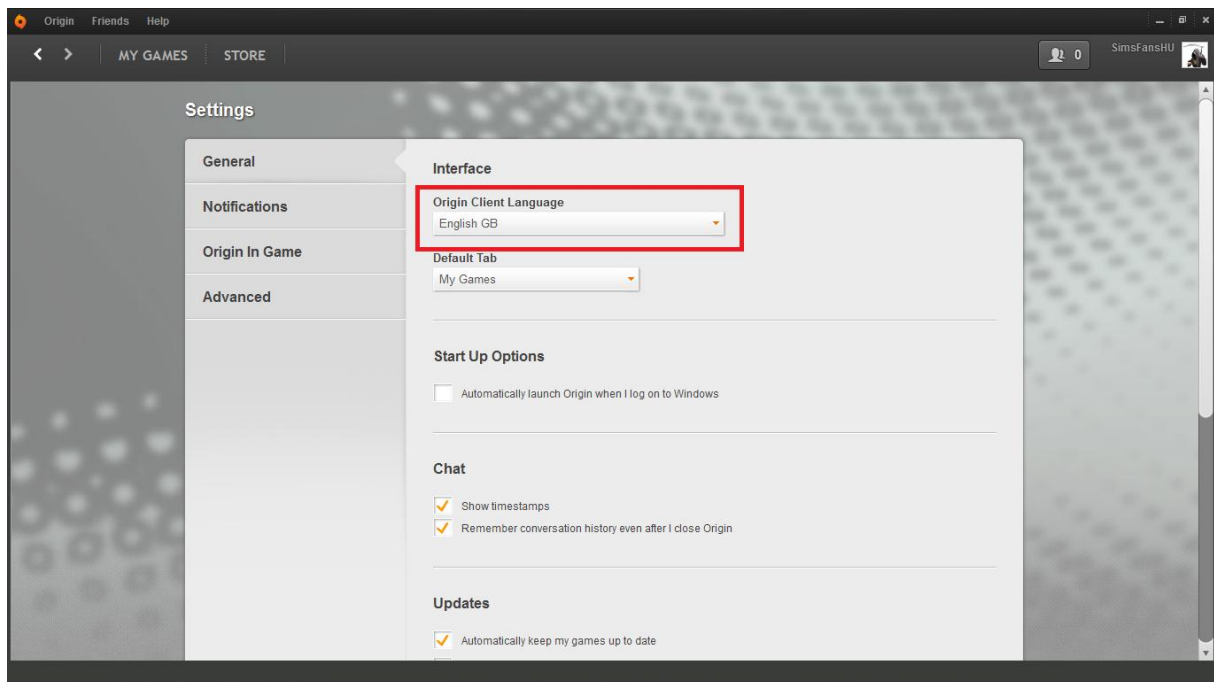 Origin Friends Help
MY GAMES STORE
0 SimsFansHU
Settings
General
Notifications
Origin In Game
Advanced
Interface
Origin Client Language
English GB
Default Tab
My Games
Start Up Options
Automatically launch Origin when I log on to Windows
Chat
Show timestamps
Remember conversation history even after I close Origin
Updates
Automatically keep my games up to date